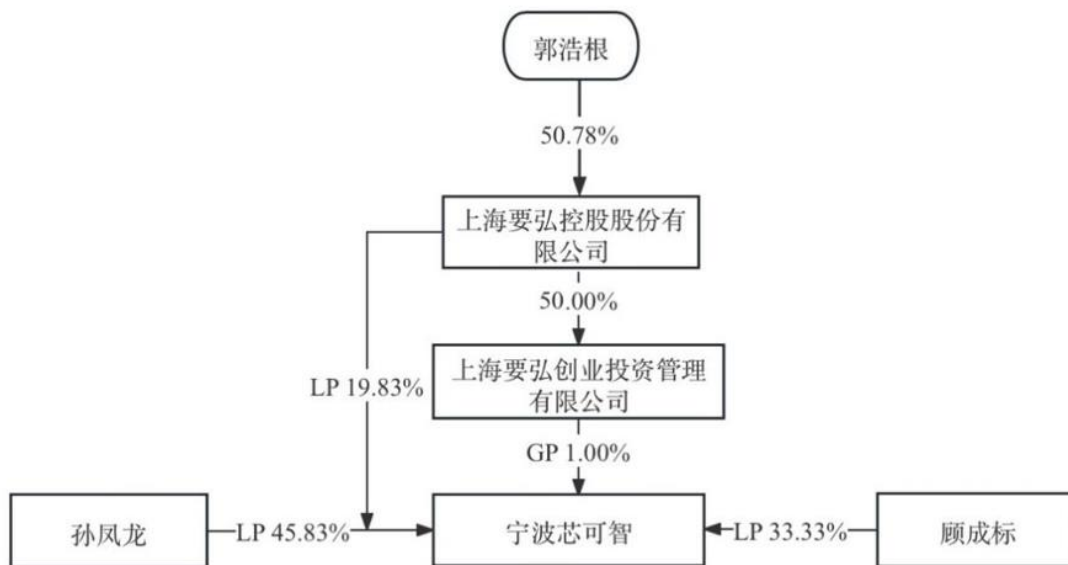 郭浩根
50.78%
上海要弘控股股份有
限公司
50.00%
上海要弘创业投资管理
有限公司
LP 19.83%
GP 1.00%
孙凤龙
LP 45.83%
宁波芯可智
LP 33.33%
顾成标